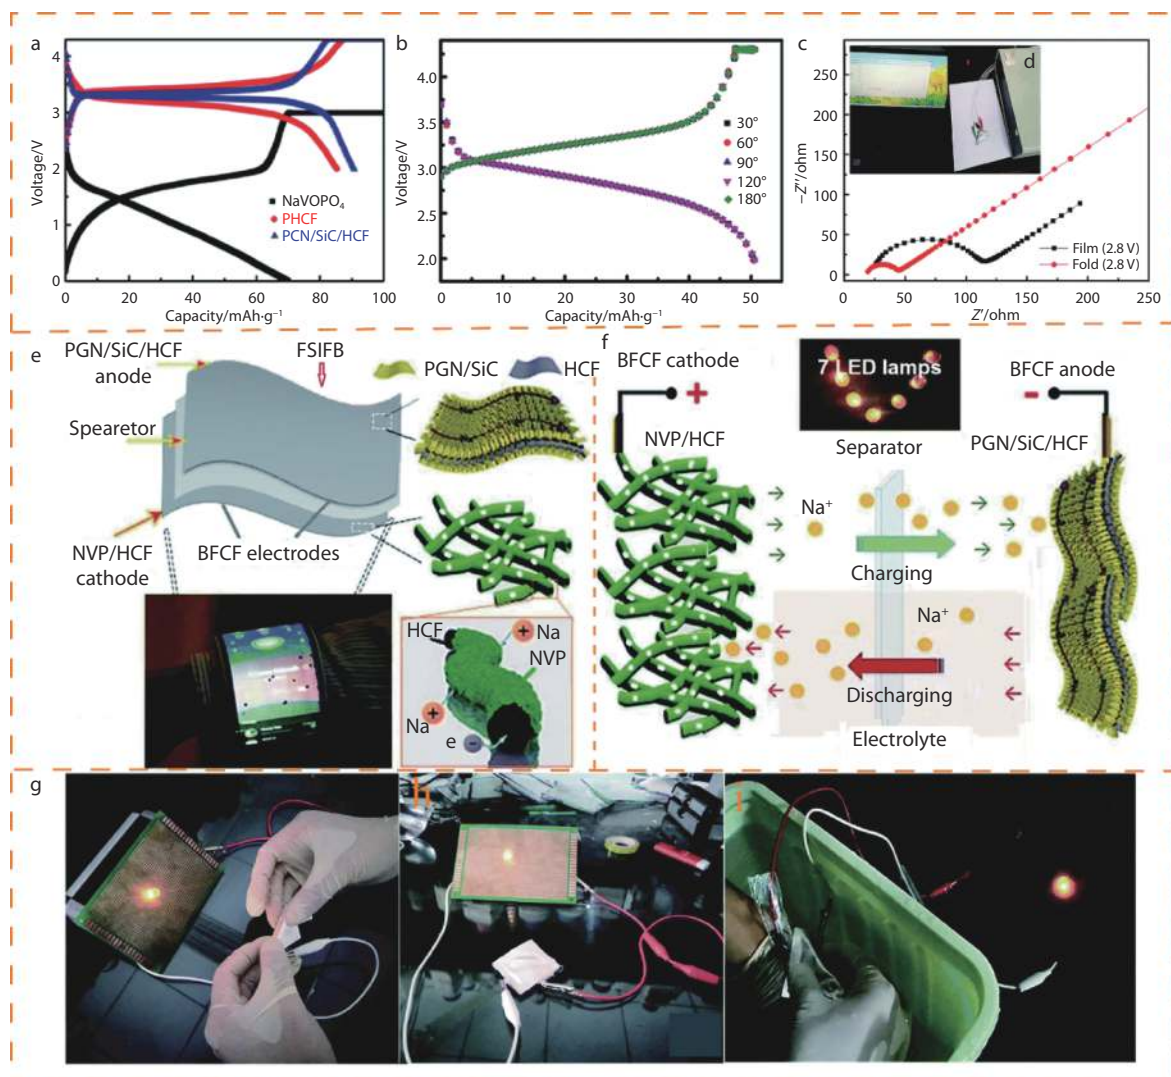 a
4
3
2
1
0
Voltage/V
NaVOPO₄
PHCF
PCN/SiC/HCF
0 20 40 60 80 100
Capacity/mAh·g⁻¹
b
4.0
3.5
3.0
2.5
2.0
Voltage/V
30°
60°
90°
120°
180°
0 10 20 30 40 50
Capacity/mAh·g⁻¹
c
d
250
200
150
100
50
0
−Z″/ohm
Film (2.8 V)
Fold (2.8 V)
0 50 100 150 200 250
Z′/ohm
e
PGN/SiC/HCF
anode
FSIFB
PGN/SiC
HCF
Spearetor
NVP/HCF
cathode
BFCF electrodes
HCF
+
Na
NVP
Na
+
e
−
f
BFCF cathode
+
NVP/HCF
7 LED lamps
Separator
BFCF anode
−
PGN/SiC/HCF
Na⁺
Charging
Na⁺
Discharging
Electrolyte
g
h
i